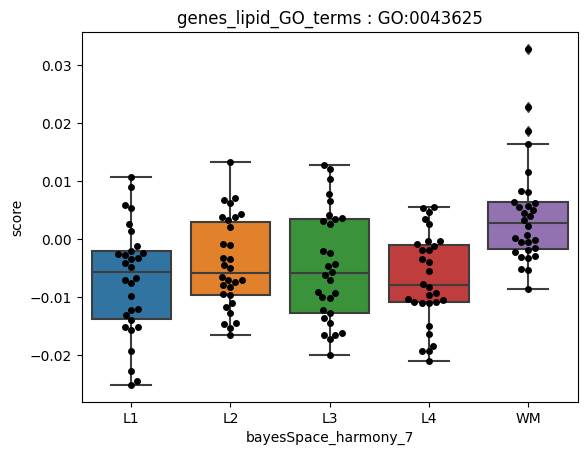 genes_lipid_GO_terms : GO:0043625
score
0.03
0.02
0.01
0.00
−0.01
−0.02
L1 L2 L3 L4 WM
bayesSpace_harmony_7